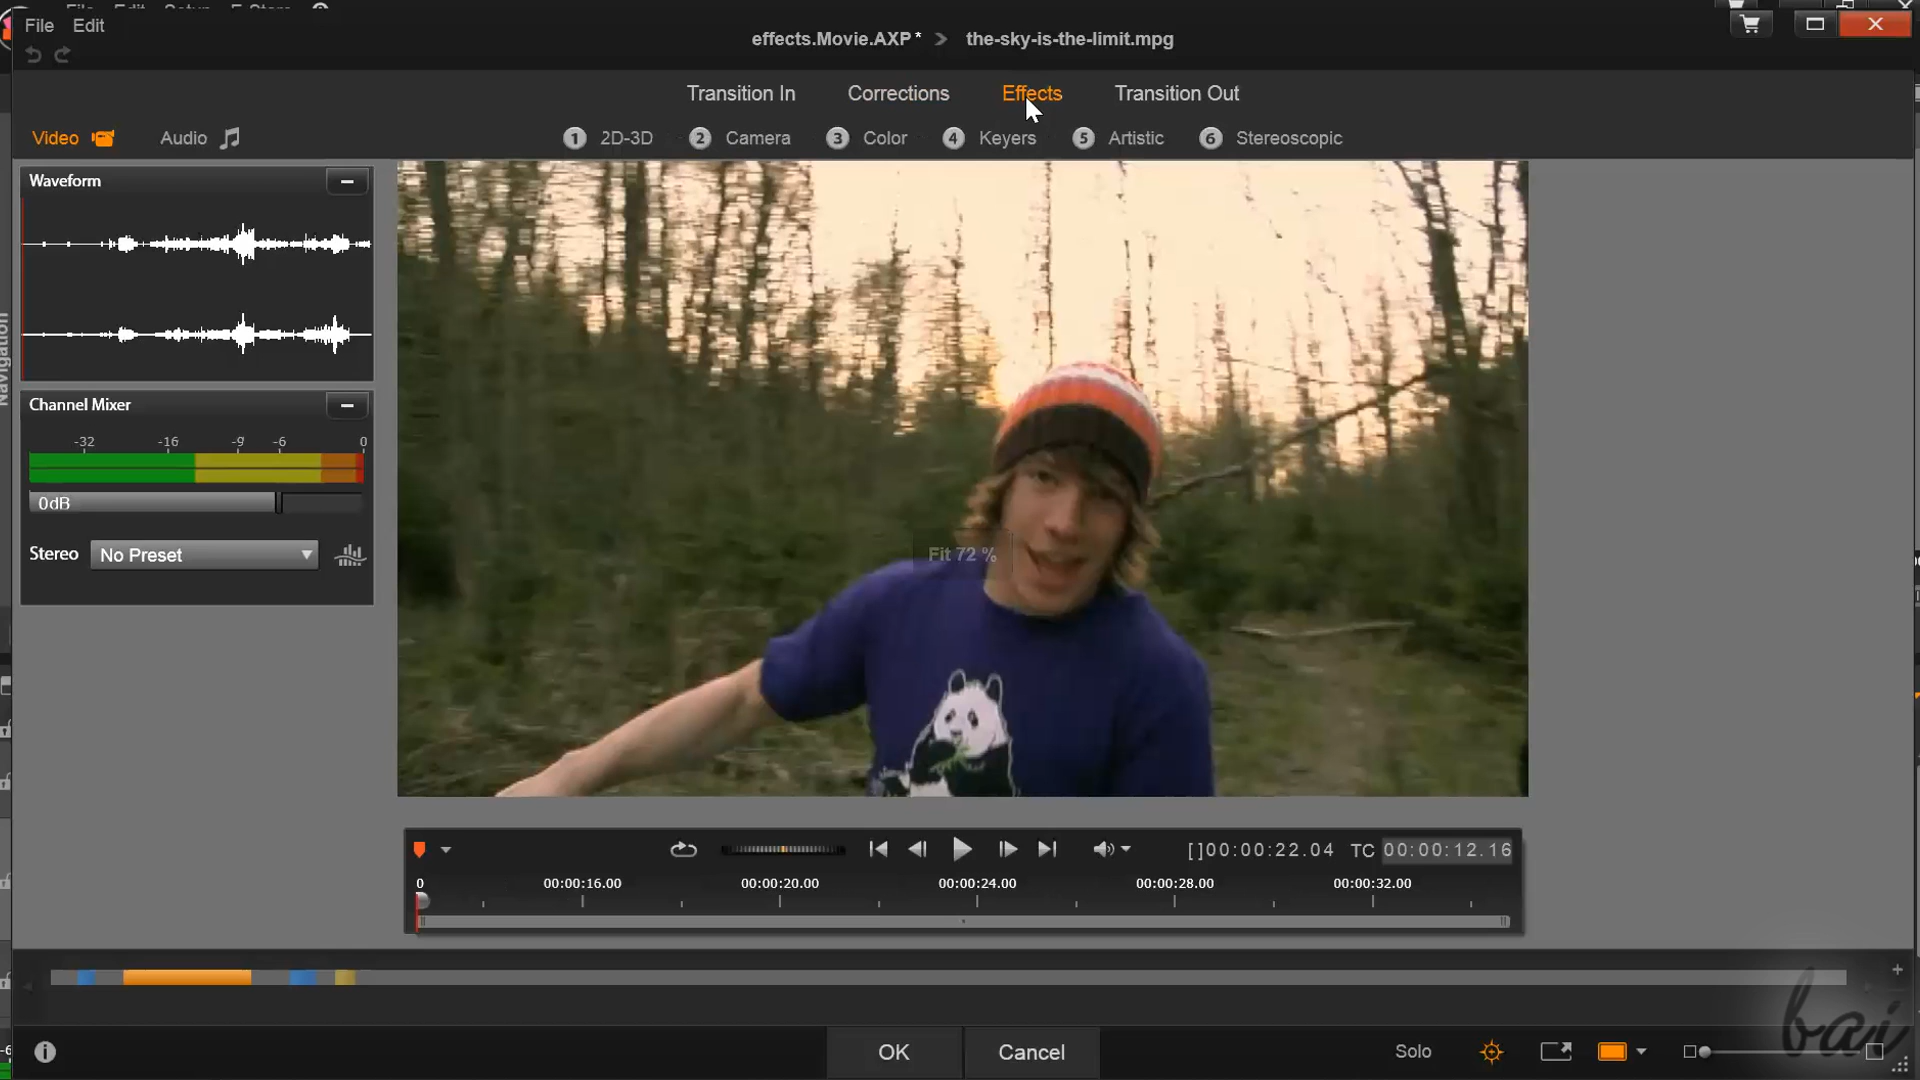 File Edit
effects.Movie.AXP * > the-sky-is-the-limit.mpg
Transition In Corrections Effects Transition Out
Video Audio 1 2D-3D 2 Camera 3 Color 4 Keyers 5 Artistic 6 Stereoscopic
Waveform
Navigation
Channel Mixer
-32 -16 -9 -6 0
0dB
Stereo No Preset
Fit 72 %
[]00:00:22.04 TC 00:00:12.16
0 00:00:16.00 00:00:20.00 00:00:24.00 00:00:28.00 00:00:32.00
OK Cancel Solo
bai